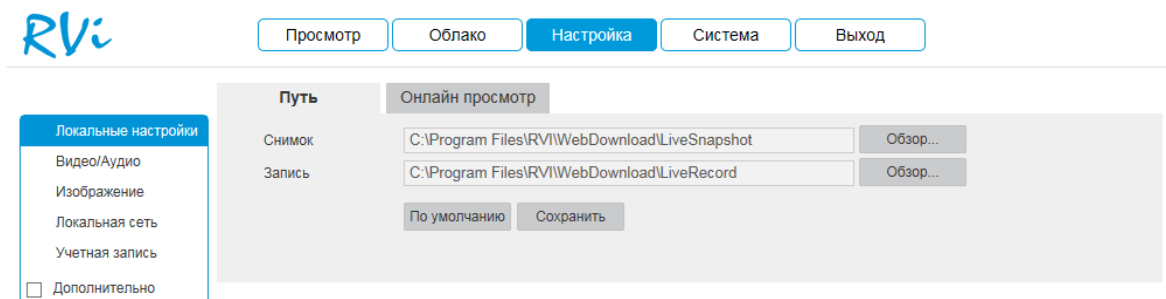 RVi
Просмотр Облако Настройка Система Выход
Путь Онлайн просмотр
Локальные настройки
Видео/Аудио
Изображение
Локальная сеть
Учетная запись
Дополнительно
Снимок C:\Program Files\RVI\WebDownload\LiveSnapshot Обзор...
Запись C:\Program Files\RVI\WebDownload\LiveRecord Обзор...
По умолчанию Сохранить